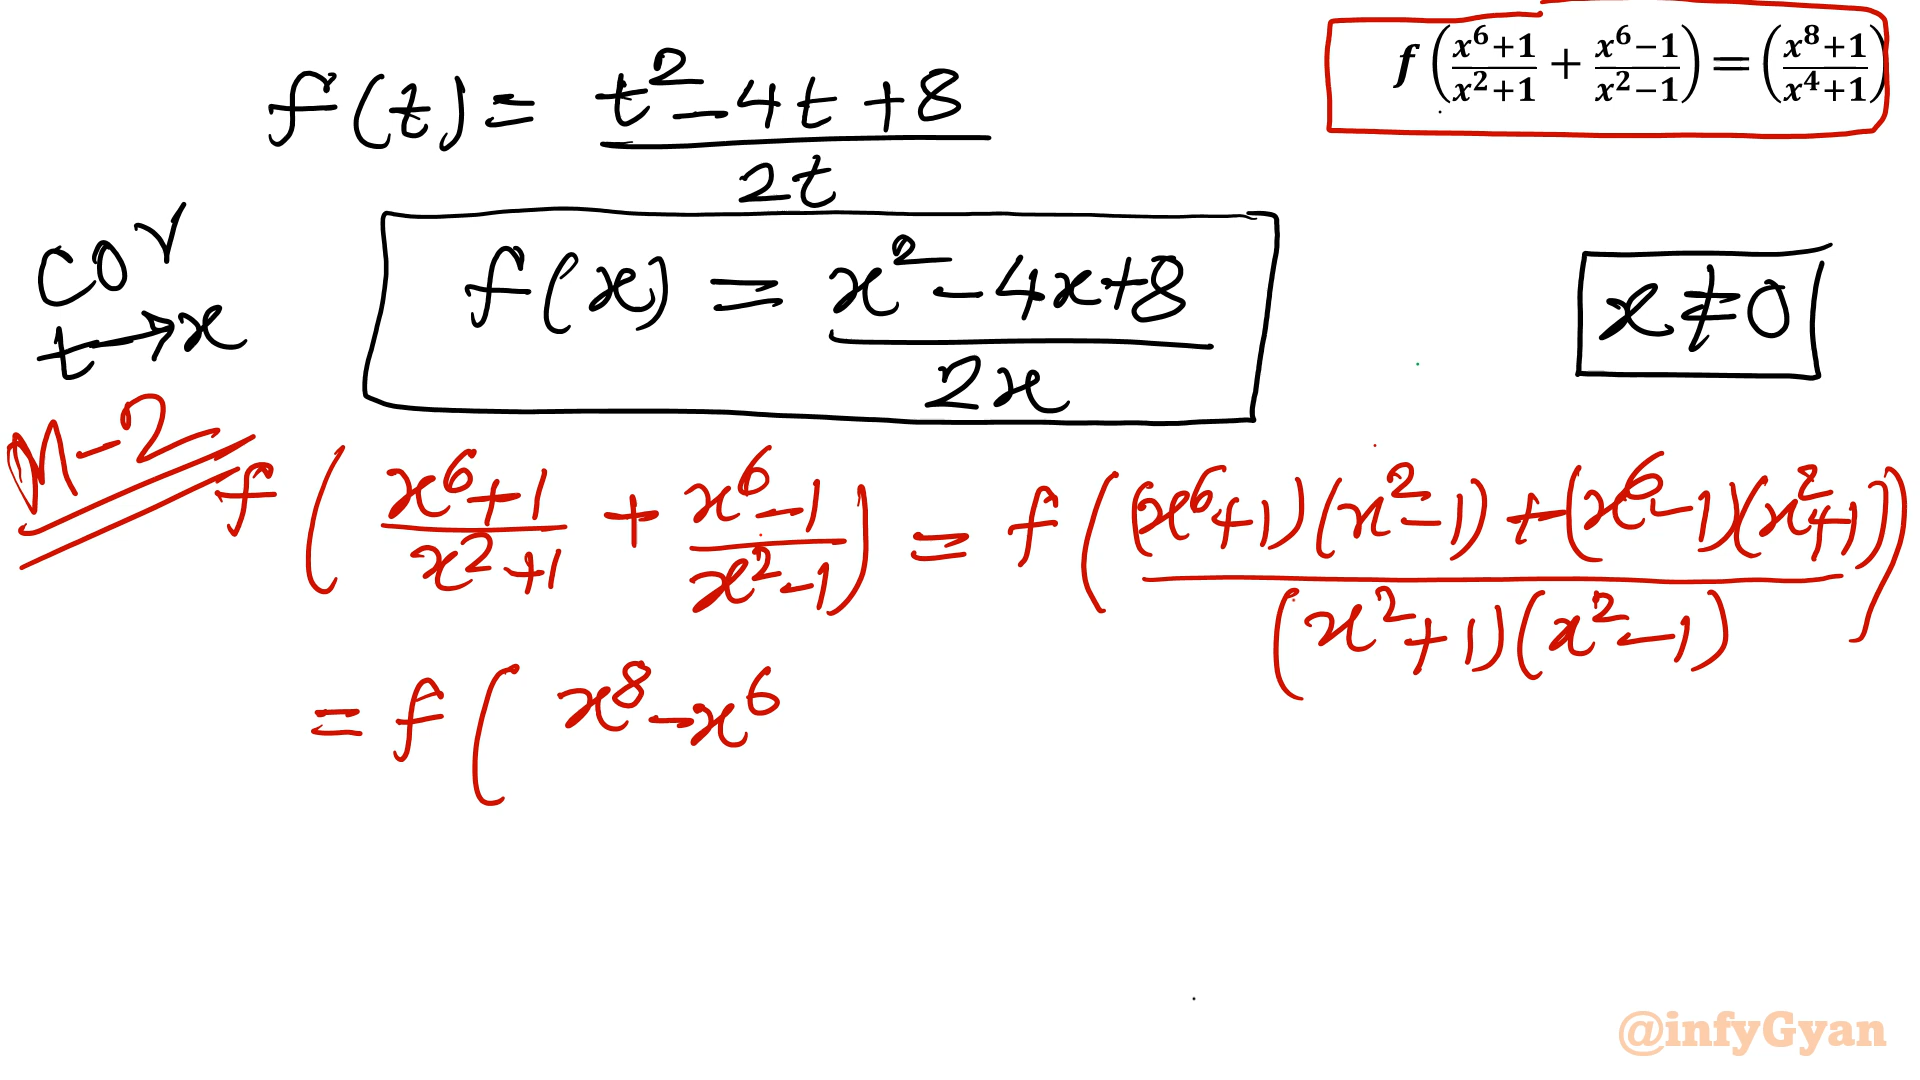 f((x⁶+1)/(x²+1) + (x⁶−1)/(x²−1)) = ((x⁸+1)/(x⁴+1))
f(t) = (t²−4t+8)/(2t)
COV
t→x
f(x) = (x²−4x+8)/(2x)
x≠0
M-2
f((x⁶+1)/(x²+1) + (x⁶−1)/(x²−1)) = f(((x⁶+1)(x²−1)+(x⁶−1)(x²+1))/((x²+1)(x²−1)))
= f( x⁸−x⁶
@infyGyan